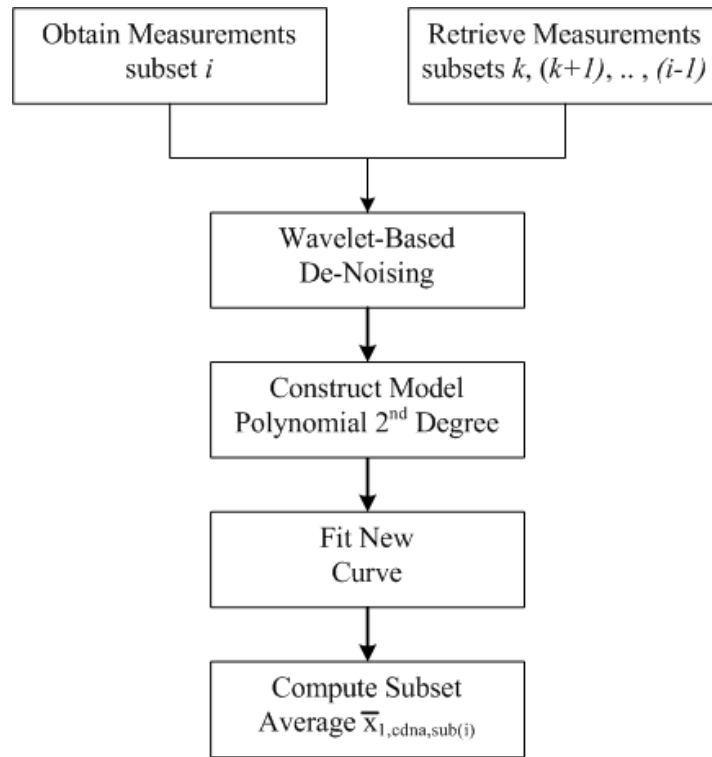 Obtain Measurements
subset i
Retrieve Measurements
subsets k, (k+1), .. , (i-1)
Wavelet-Based
De-Noising
Construct Model
Polynomial 2nd Degree
Fit New
Curve
Compute Subset
Average x̅1,cdna,sub(i)